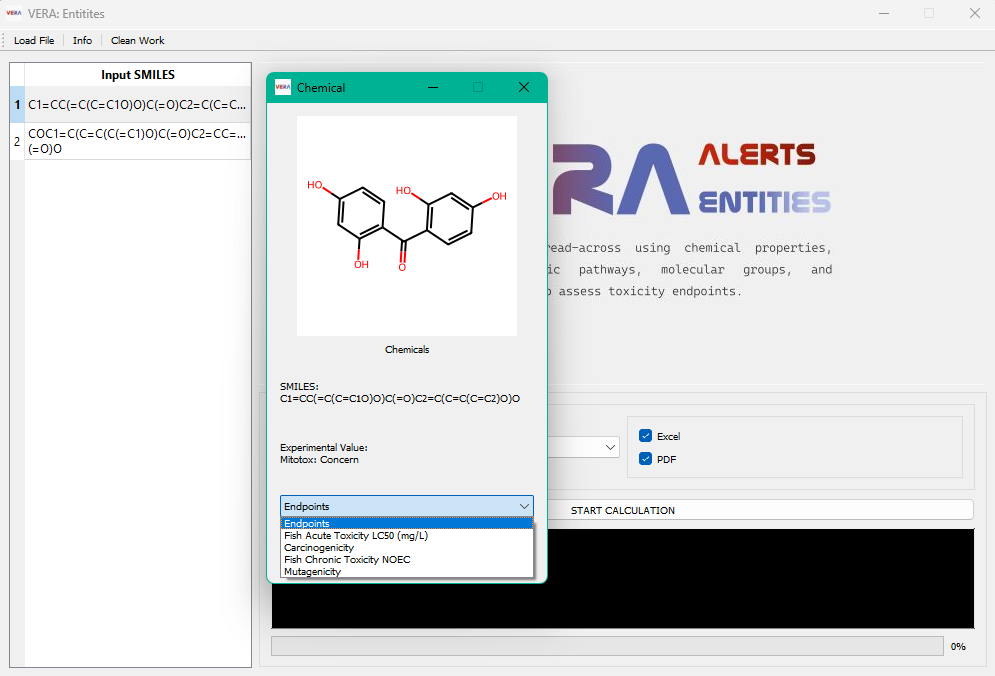 VERA
VERA: Entitites
Load File
Info
Clean Work
Input SMILES
1
C1=CC(=C(C=C1O)O)C(=O)C2=C(C=C...
2
COC1=C(C=C(C(=C1)O)C(=O)C2=CC=...
(=O)O
VERA
Chemical
HO
OH
O
HO
OH
Chemicals
SMILES:
C1=CC(=C(C=C1O)O)C(=O)C2=C(C=C(C=C2)O)O
Experimental Value:
Mitotox: Concern
Endpoints
Endpoints
Fish Acute Toxicity LC50 (mg/L)
Carcinogenicity
Fish Chronic Toxicity NOEC
Mutagenicity
RA
ALERTS
ENTITIES
ead-across using chemical properties,
ic pathways, molecular groups, and
o assess toxicity endpoints.
Excel
PDF
START CALCULATION
0%